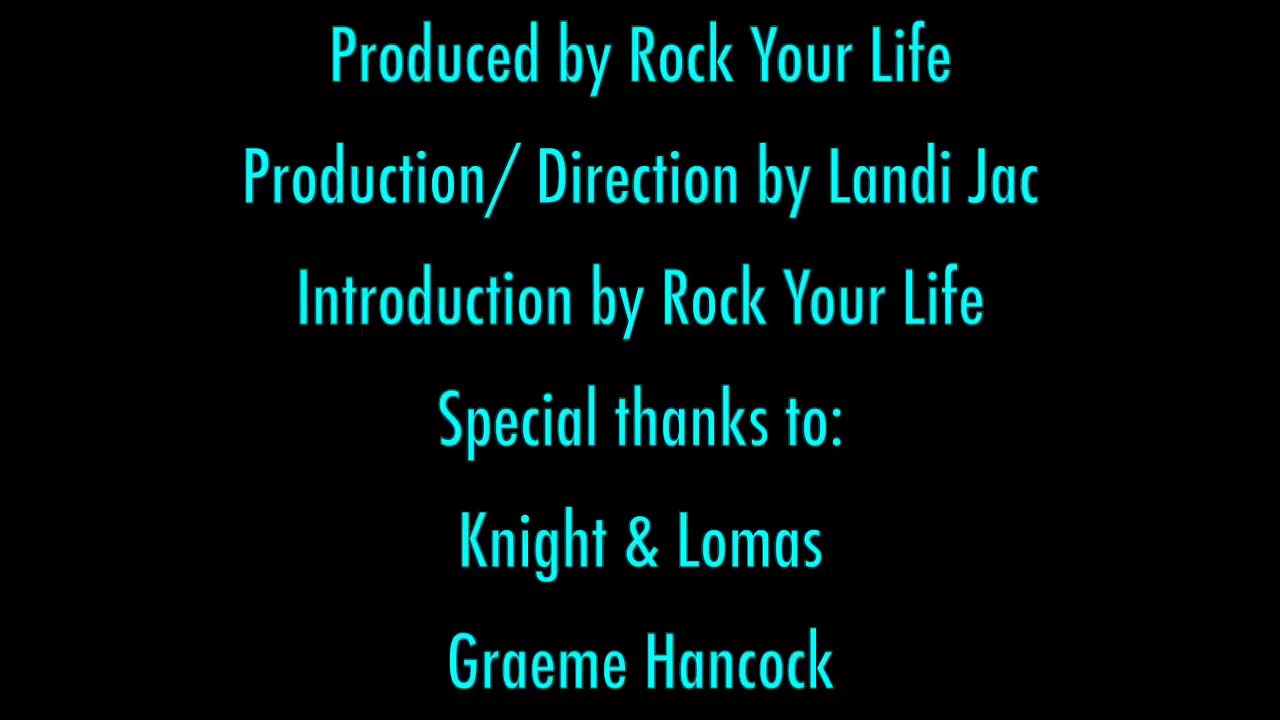 Produced by Rock Your Life
Production/ Direction by Landi Jac
Introduction by Rock Your Life
Special thanks to:
Knight & Lomas
Graeme Hancock